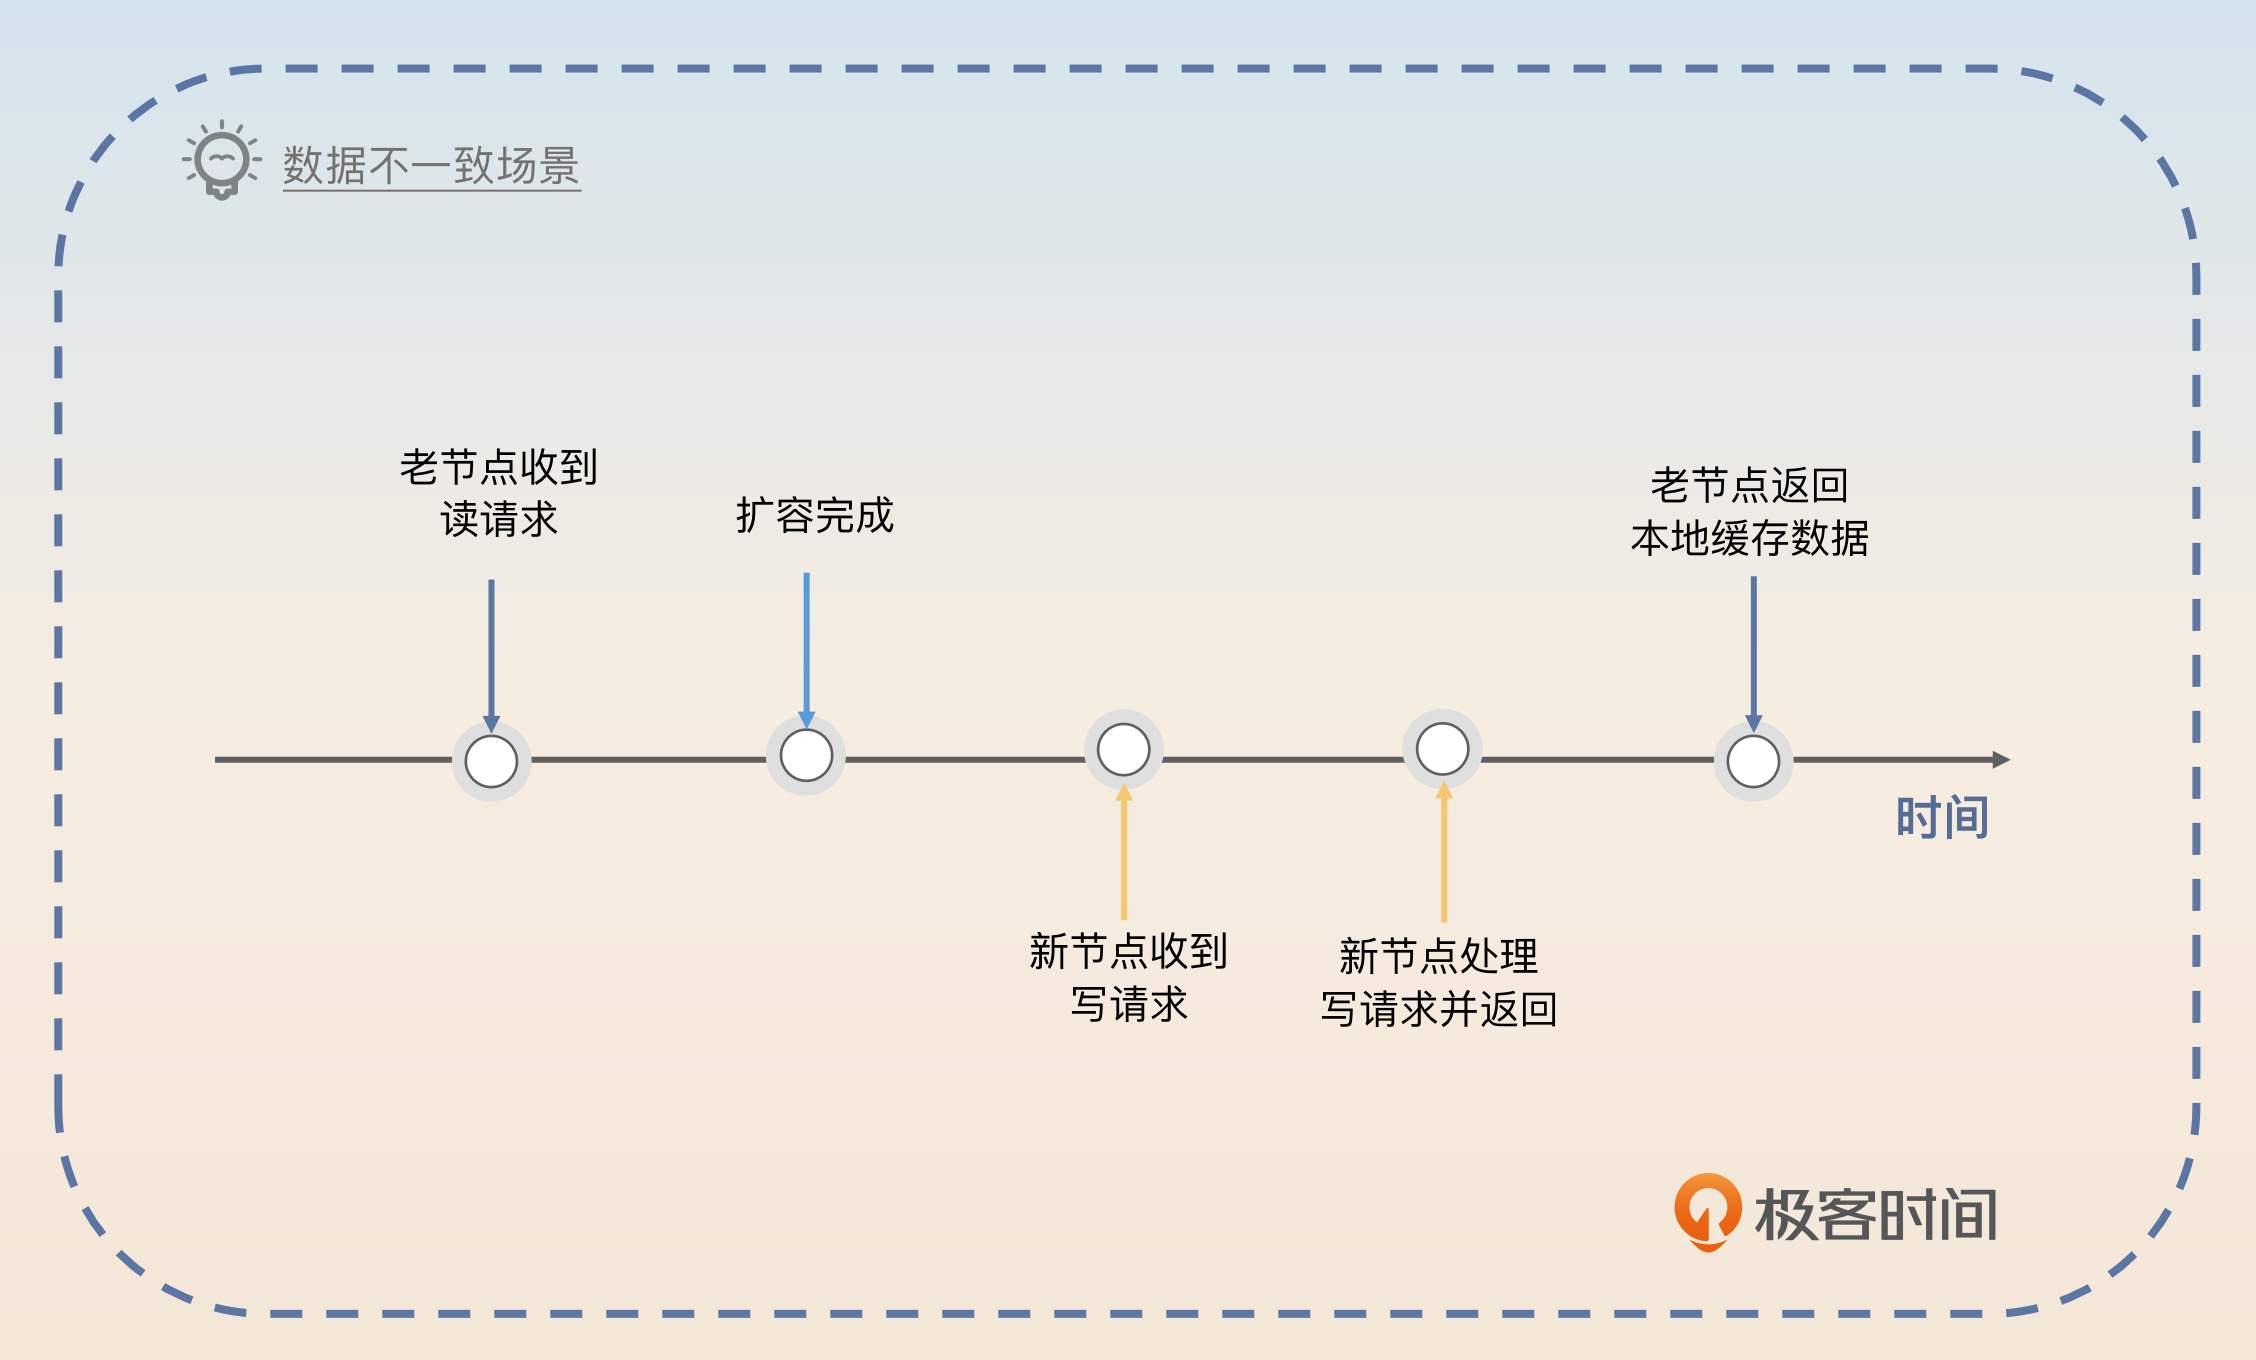 数据不一致场景
老节点收到
读请求
扩容完成
老节点返回
本地缓存数据
时间
新节点收到
写请求
新节点处理
写请求并返回
极客时间